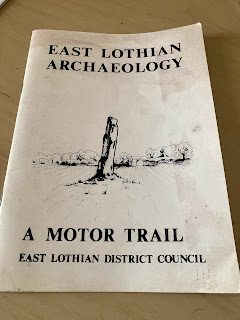 EAST LOTHIAN
ARCHAEOLOGY
A MOTOR TRAIL
EAST LOTHIAN DISTRICT COUNCIL